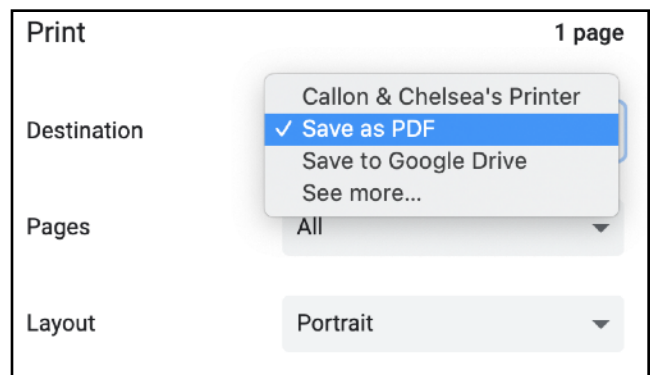 Print 1 page
Callon & Chelsea's Printer
Destination ✓ Save as PDF
Save to Google Drive
See more...
Pages All
Layout Portrait